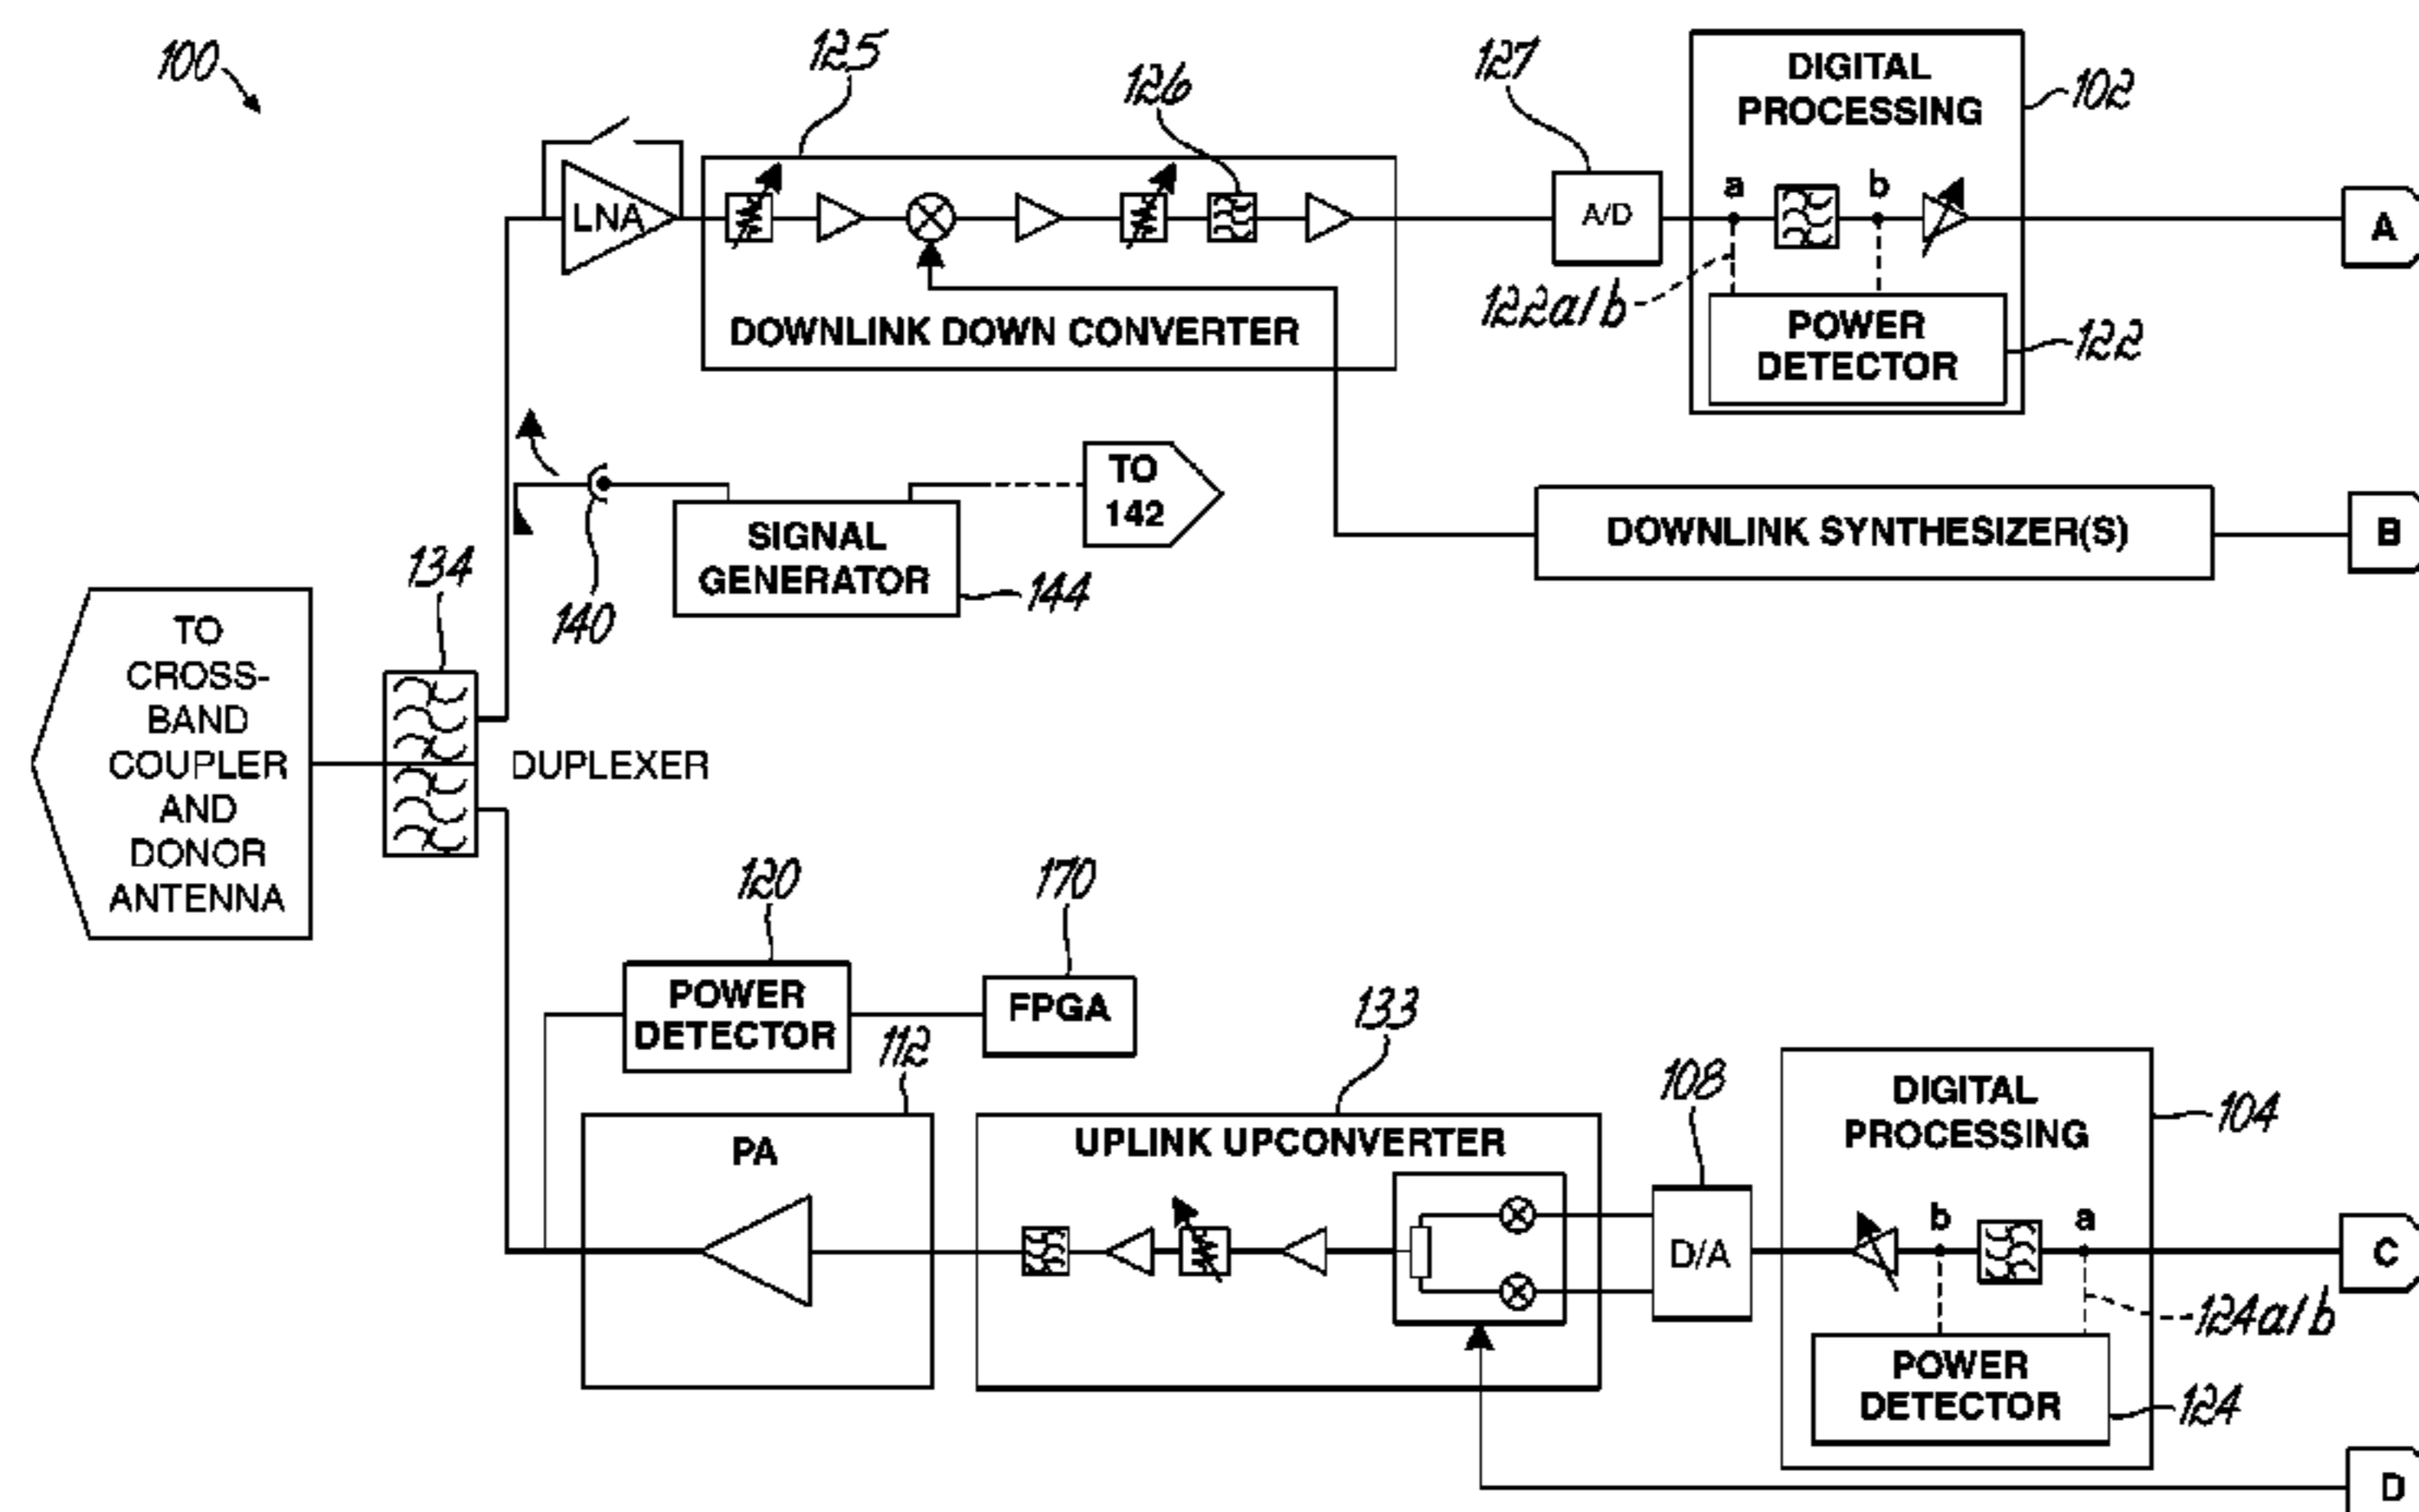 100
125
126
127
DIGITAL
PROCESSING
102
LNA
A/D
a
b
A
DOWNLINK DOWN CONVERTER
122a/b
POWER
DETECTOR
122
TO
142
SIGNAL
GENERATOR
144
140
DOWNLINK SYNTHESIZER(S)
B
134
TO
CROSS-
BAND
COUPLER
AND
DONOR
ANTENNA
DUPLEXER
120
170
POWER
DETECTOR
FPGA
112
133
108
PA
UPLINK UPCONVERTER
D/A
DIGITAL
PROCESSING
104
b
a
C
124a/b
POWER
DETECTOR
124
D